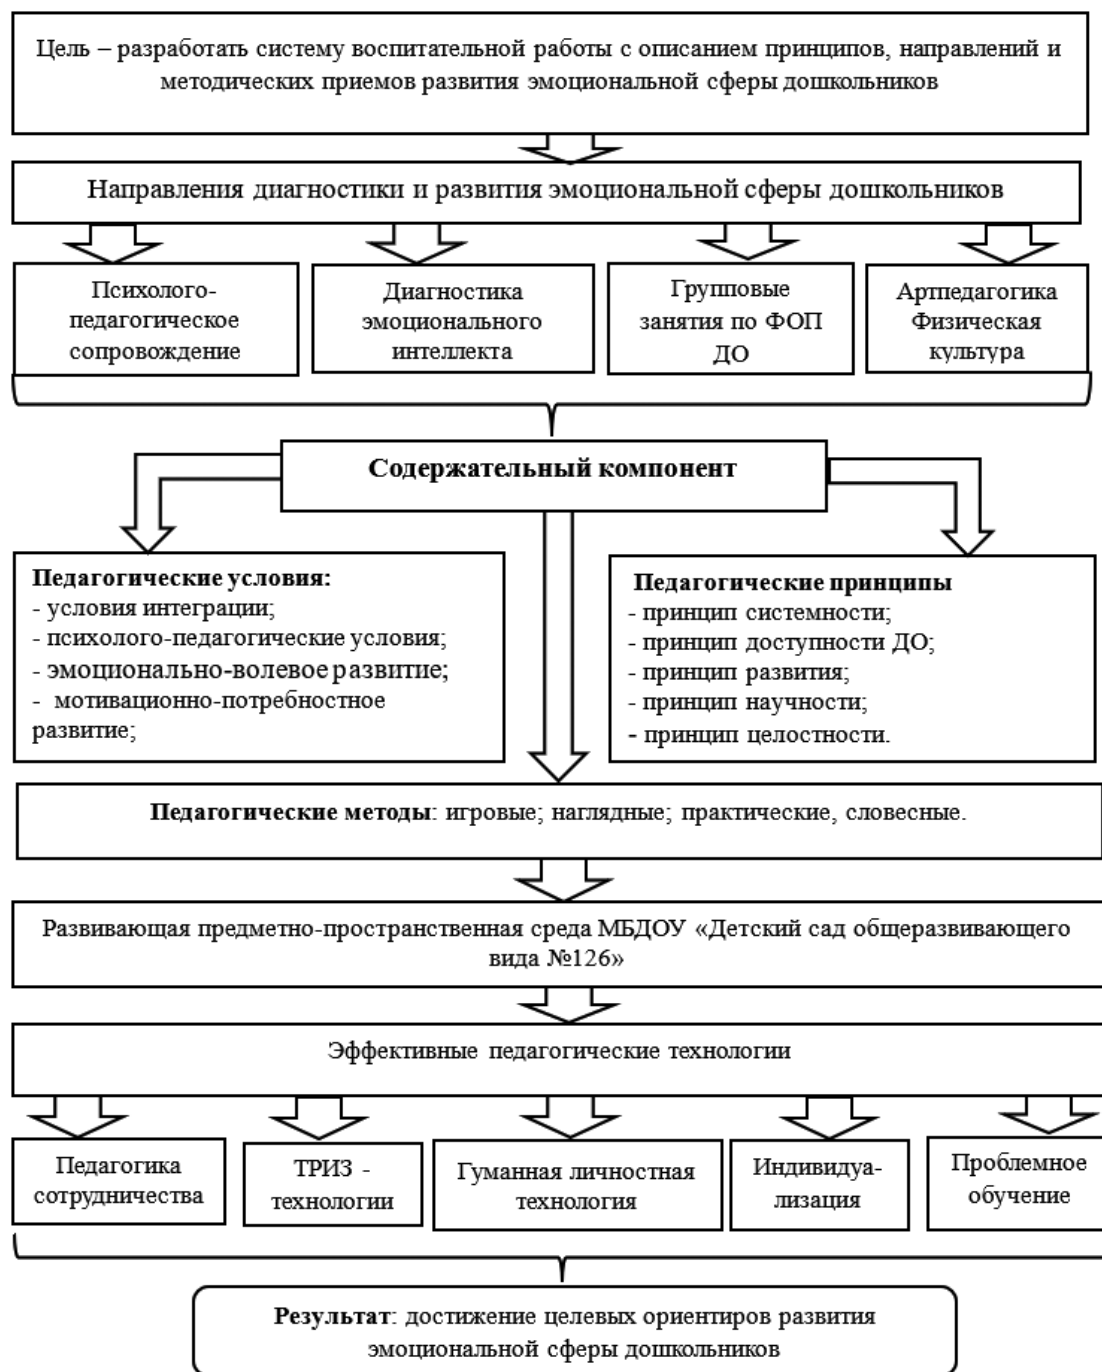 Цель – разработать систему воспитательной работы с описанием принципов, направлений и
методических приемов развития эмоциональной сферы дошкольников
Направления диагностики и развития эмоциональной сферы дошкольников
Психолого-
педагогическое
сопровождение
Диагностика
эмоционального
интеллекта
Групповые
занятия по ФОП
ДО
Артпедагогика
Физическая
культура
Содержательный компонент
Педагогические условия:
- условия интеграции;
- психолого-педагогические условия;
- эмоционально-волевое развитие;
- мотивационно-потребностное
развитие;
Педагогические принципы
- принцип системности;
- принцип доступности ДО;
- принцип развития;
- принцип научности;
- принцип целостности.
Педагогические методы: игровые; наглядные; практические, словесные.
Развивающая предметно-пространственная среда МБДОУ «Детский сад общеразвивающего
вида №126»
Эффективные педагогические технологии
Педагогика
сотрудничества
ТРИЗ -
технологии
Гуманная личностная
технология
Индивидуа-
лизация
Проблемное
обучение
Результат: достижение целевых ориентиров развития
эмоциональной сферы дошкольников